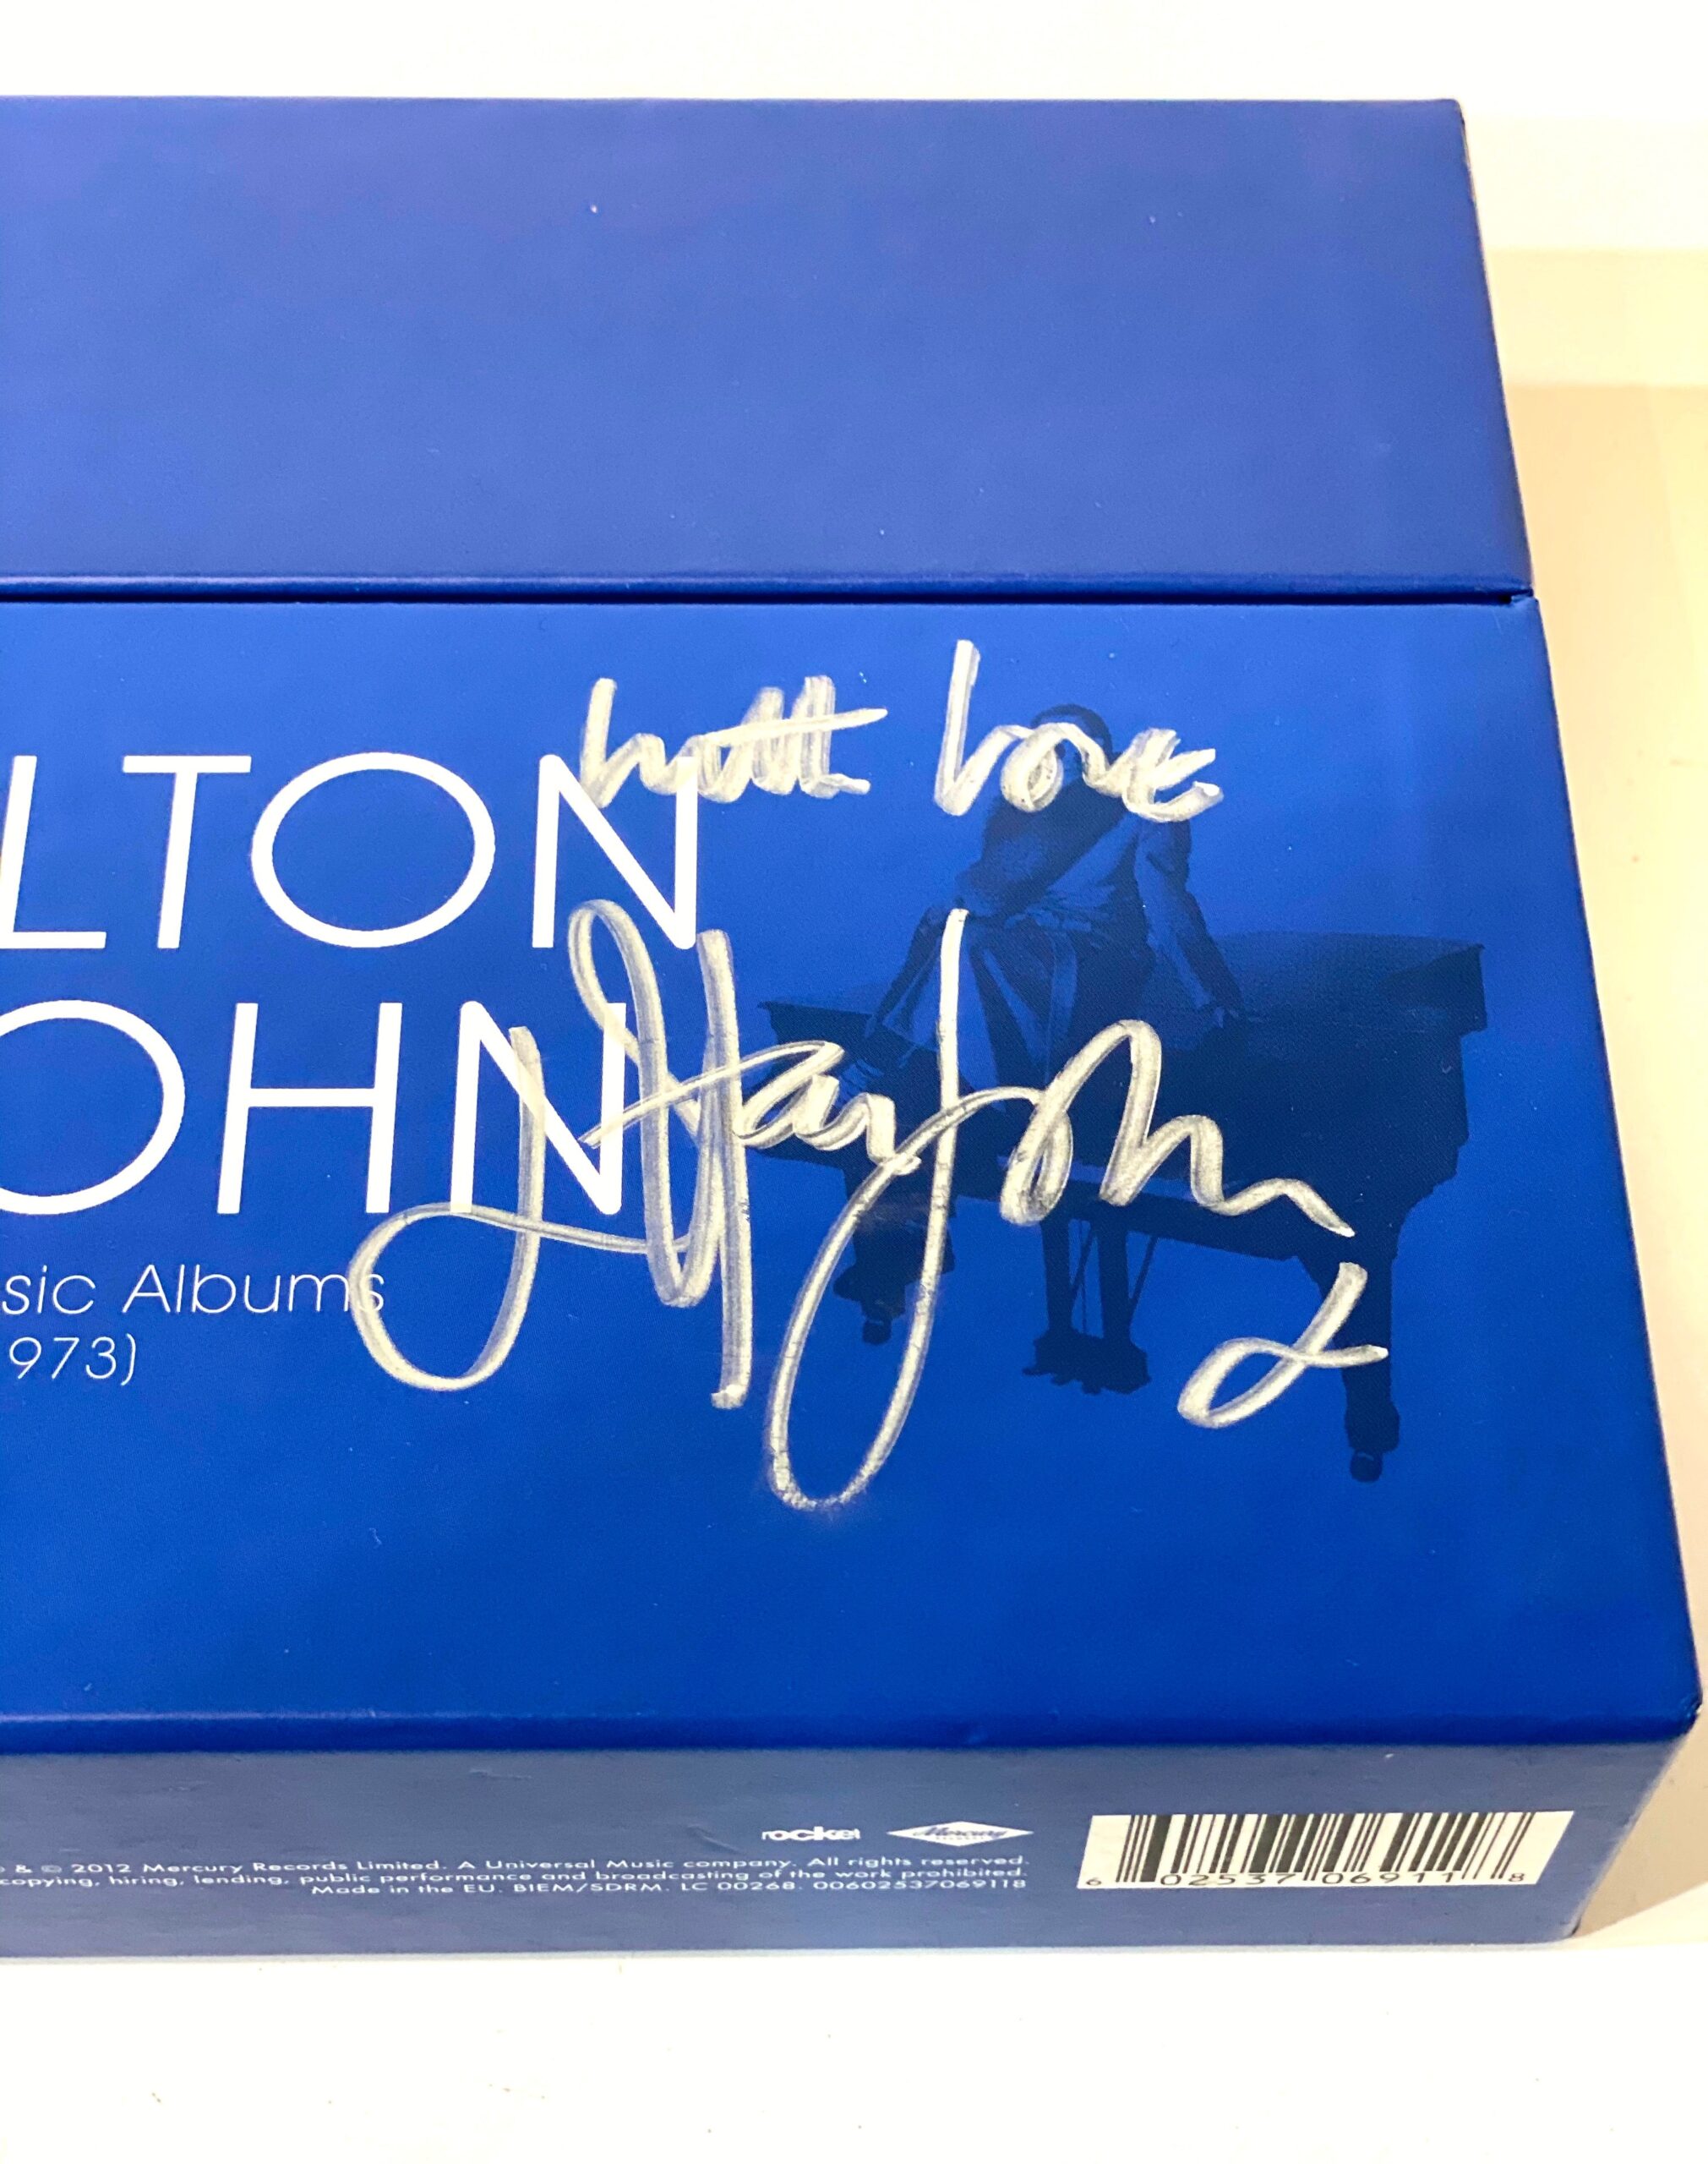 with love
LTON
OHN
sic Albums
973)
x
rocket Mercury
& © 2012 Mercury Records Limited. A Universal Music company. All rights reserved.
copying, hiring, lending, public performance and broadcasting of the work prohibited.
Made in the EU. BIEM/SDRM. LC 00268. 00602537069118
6 02537 06911 8